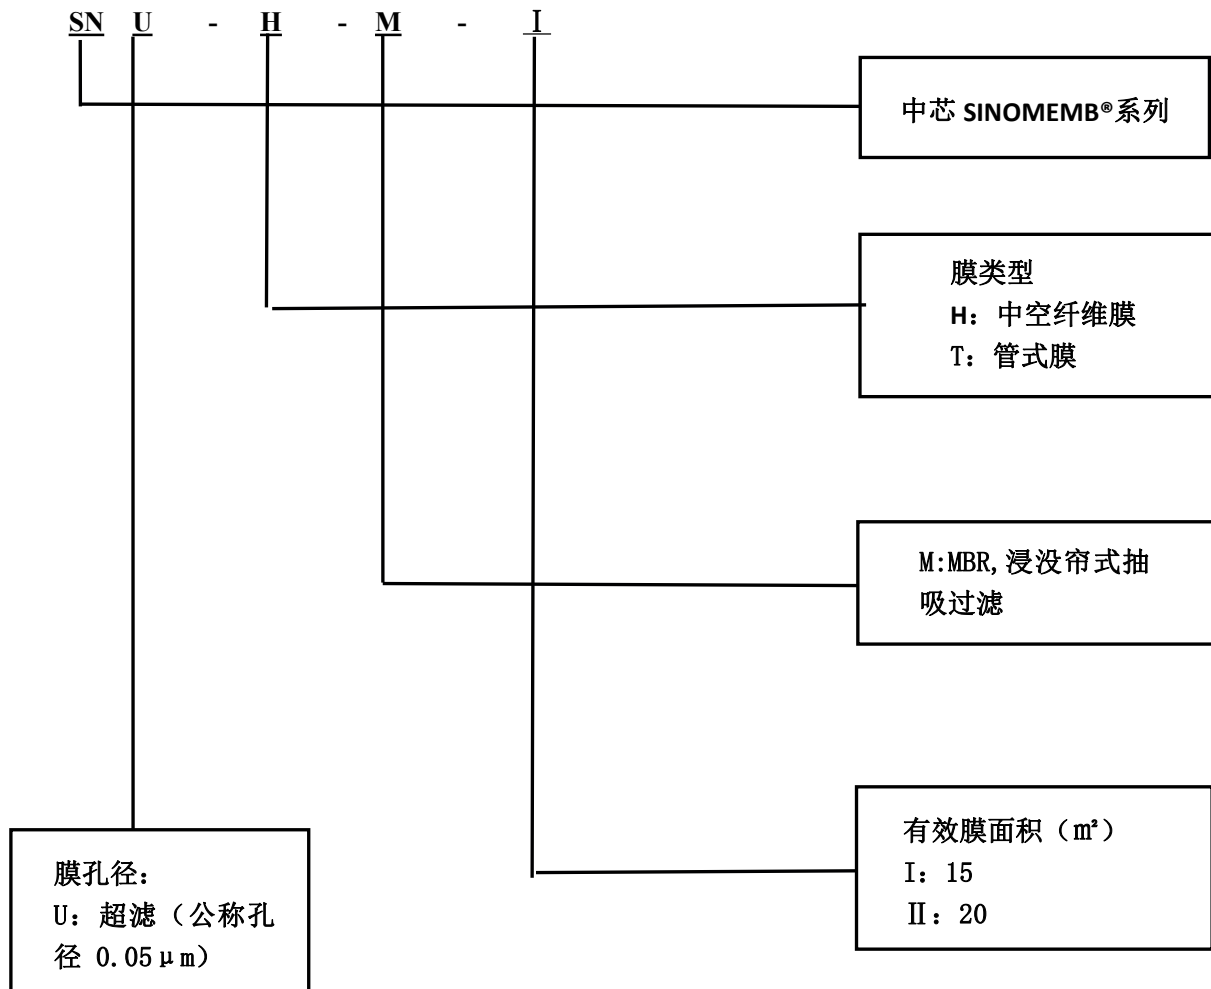 SN U - H - M - I
中芯 SINOMEMB®系列
膜类型
H：中空纤维膜
T：管式膜
M:MBR,浸没帘式抽
吸过滤
有效膜面积（m²）
I：15
Ⅱ：20
膜孔径：
U：超滤（公称孔
径 0.05μm）